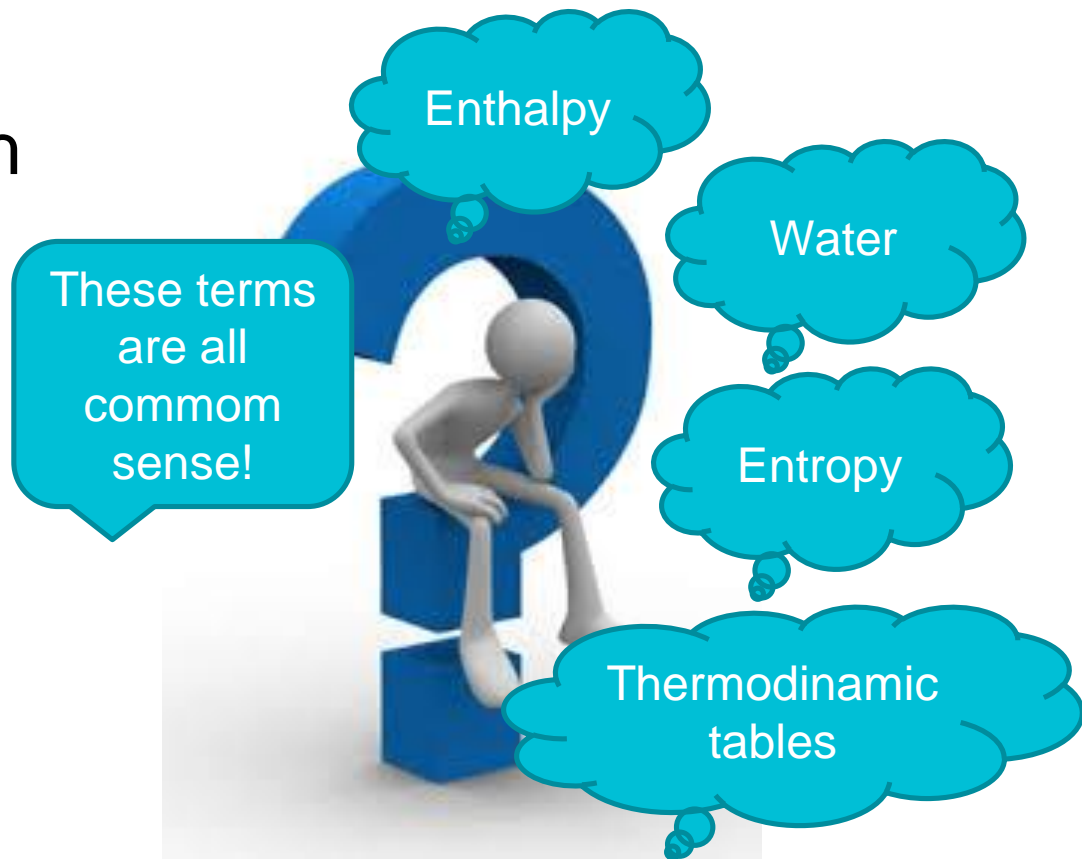 n
Enthalpy
Water
These terms
are all
commom
sense!
Entropy
Thermodinamic
tables